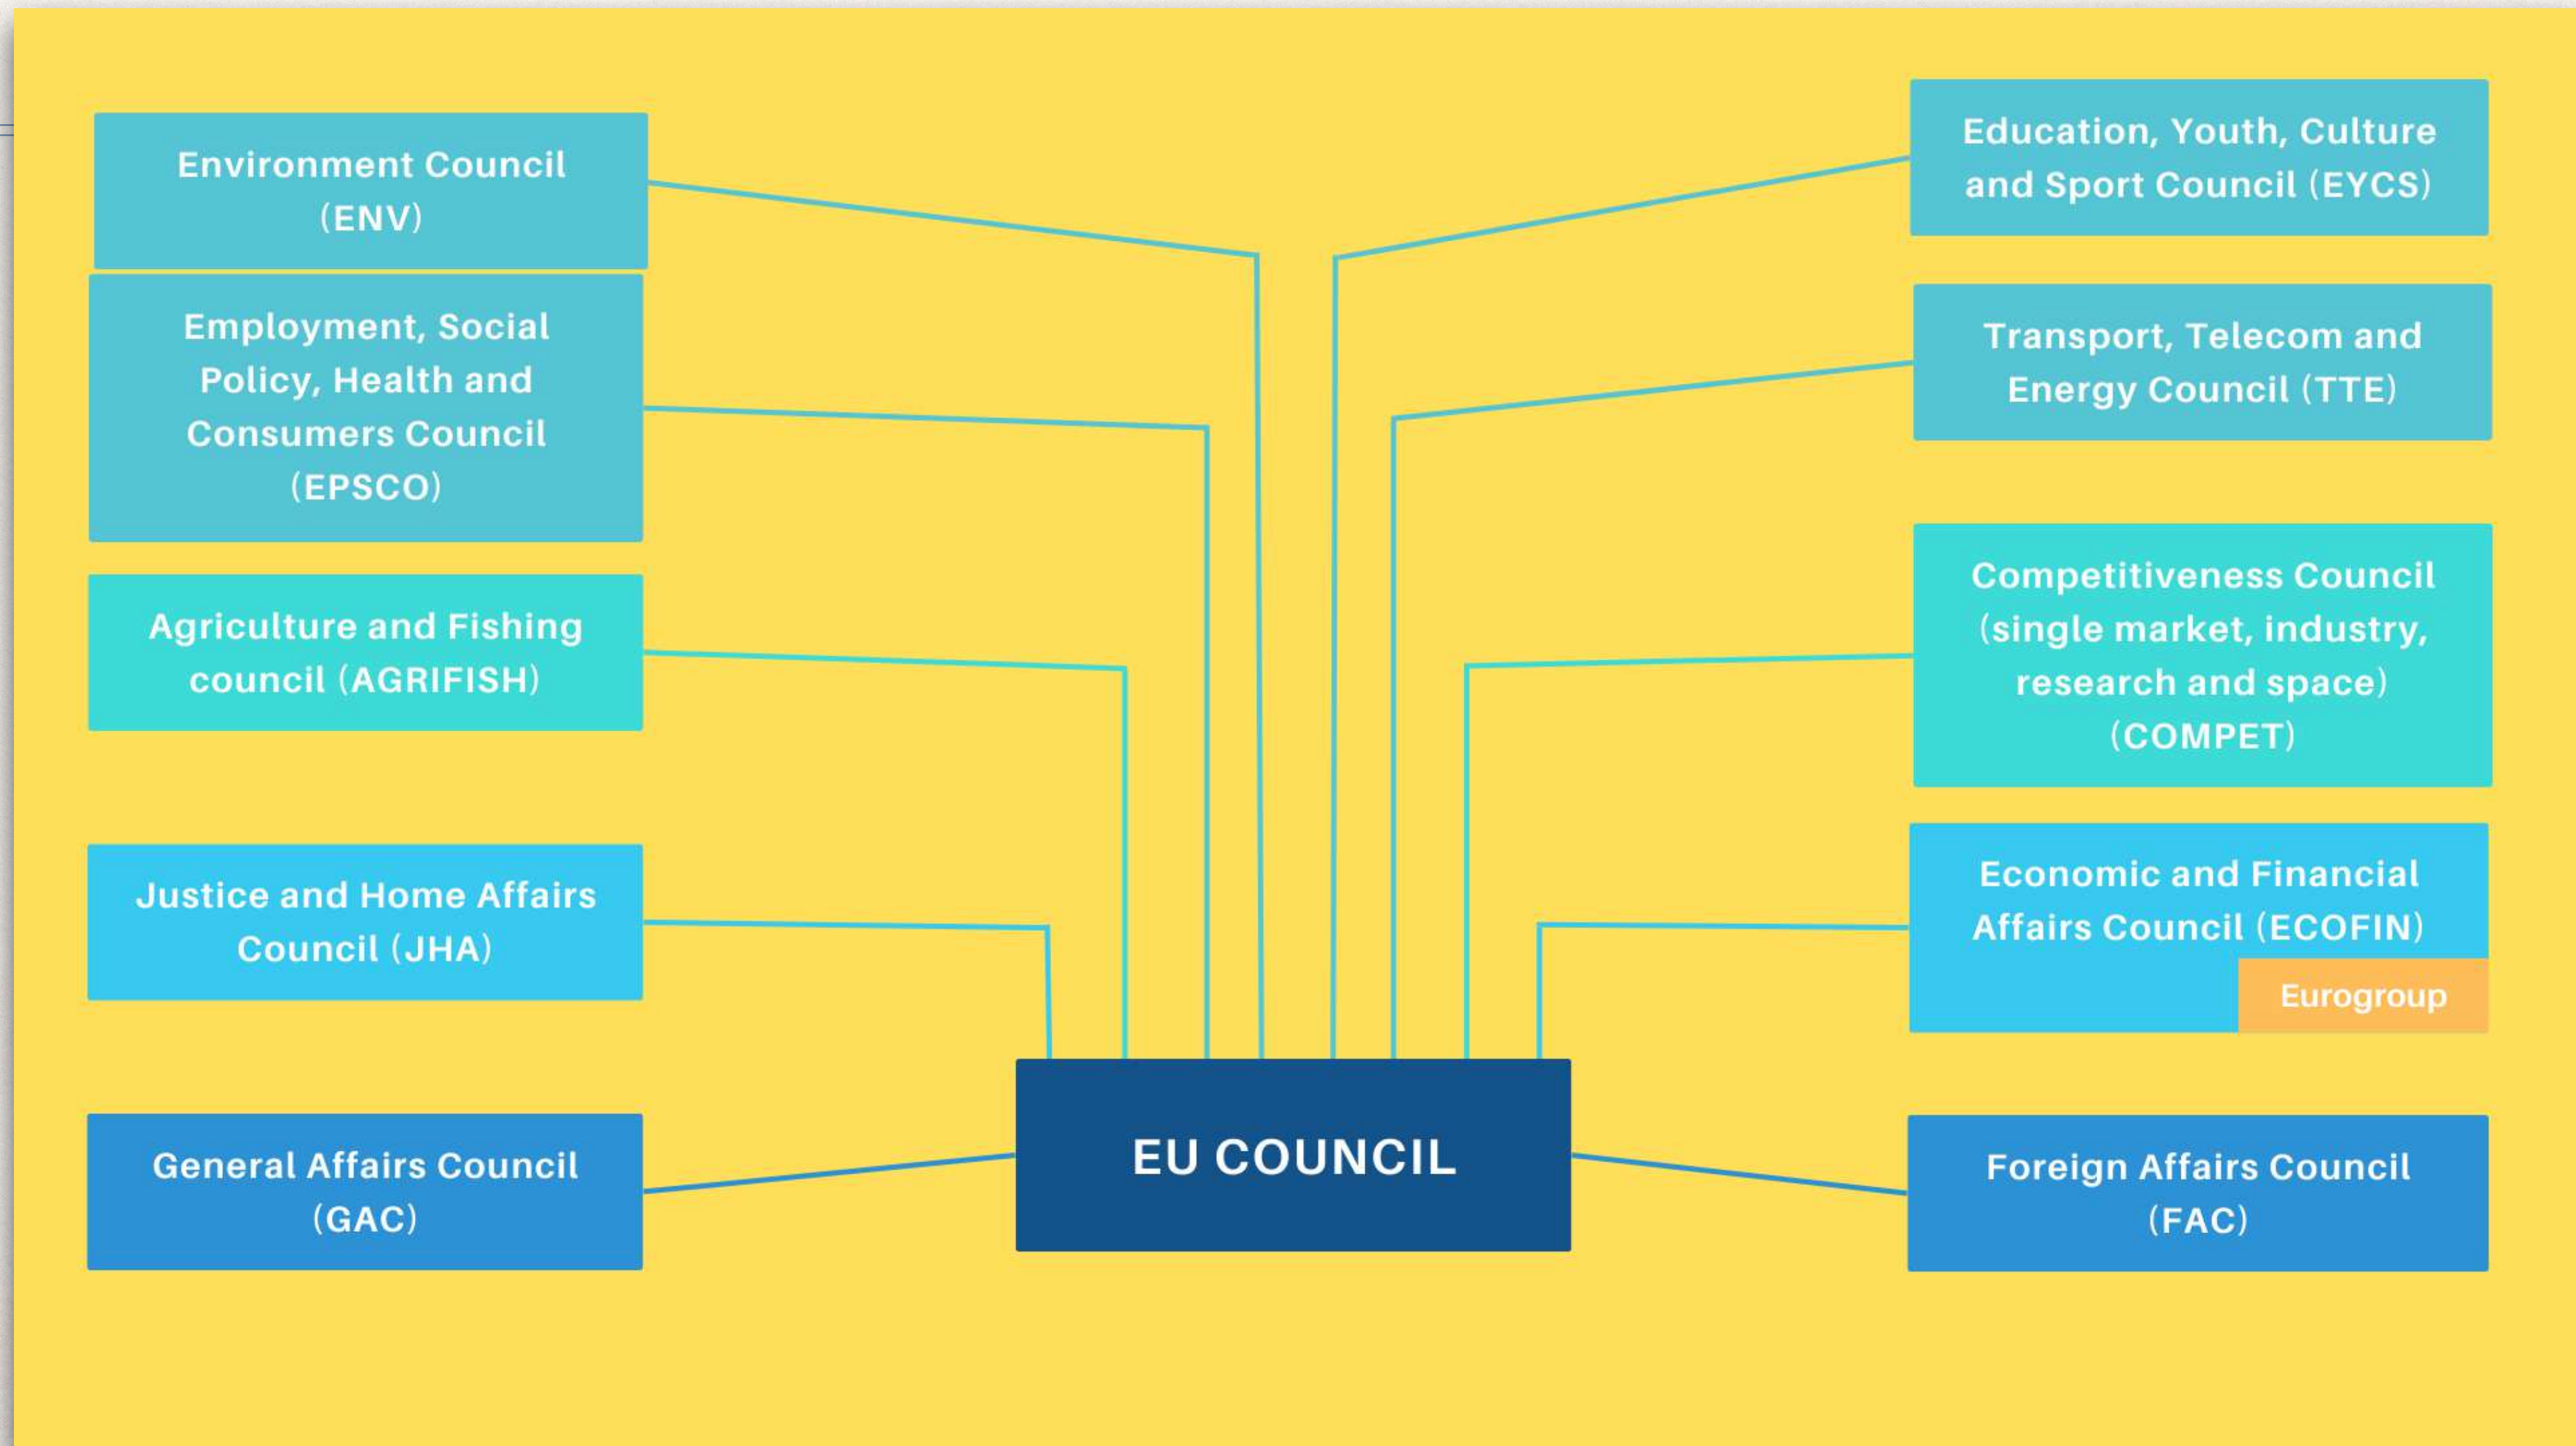 Environment Council
(ENV)
Employment, Social
Policy, Health and
Consumers Council
(EPSCO)
Agriculture and Fishing
council (AGRIFISH)
Justice and Home Affairs
Council (JHA)
General Affairs Council
(GAC)
EU COUNCIL
Education, Youth, Culture
and Sport Council (EYCS)
Transport, Telecom and
Energy Council (TTE)
Competitiveness Council
(single market, industry,
research and space)
(COMPET)
Economic and Financial
Affairs Council (ECOFIN)
Eurogroup
Foreign Affairs Council
(FAC)